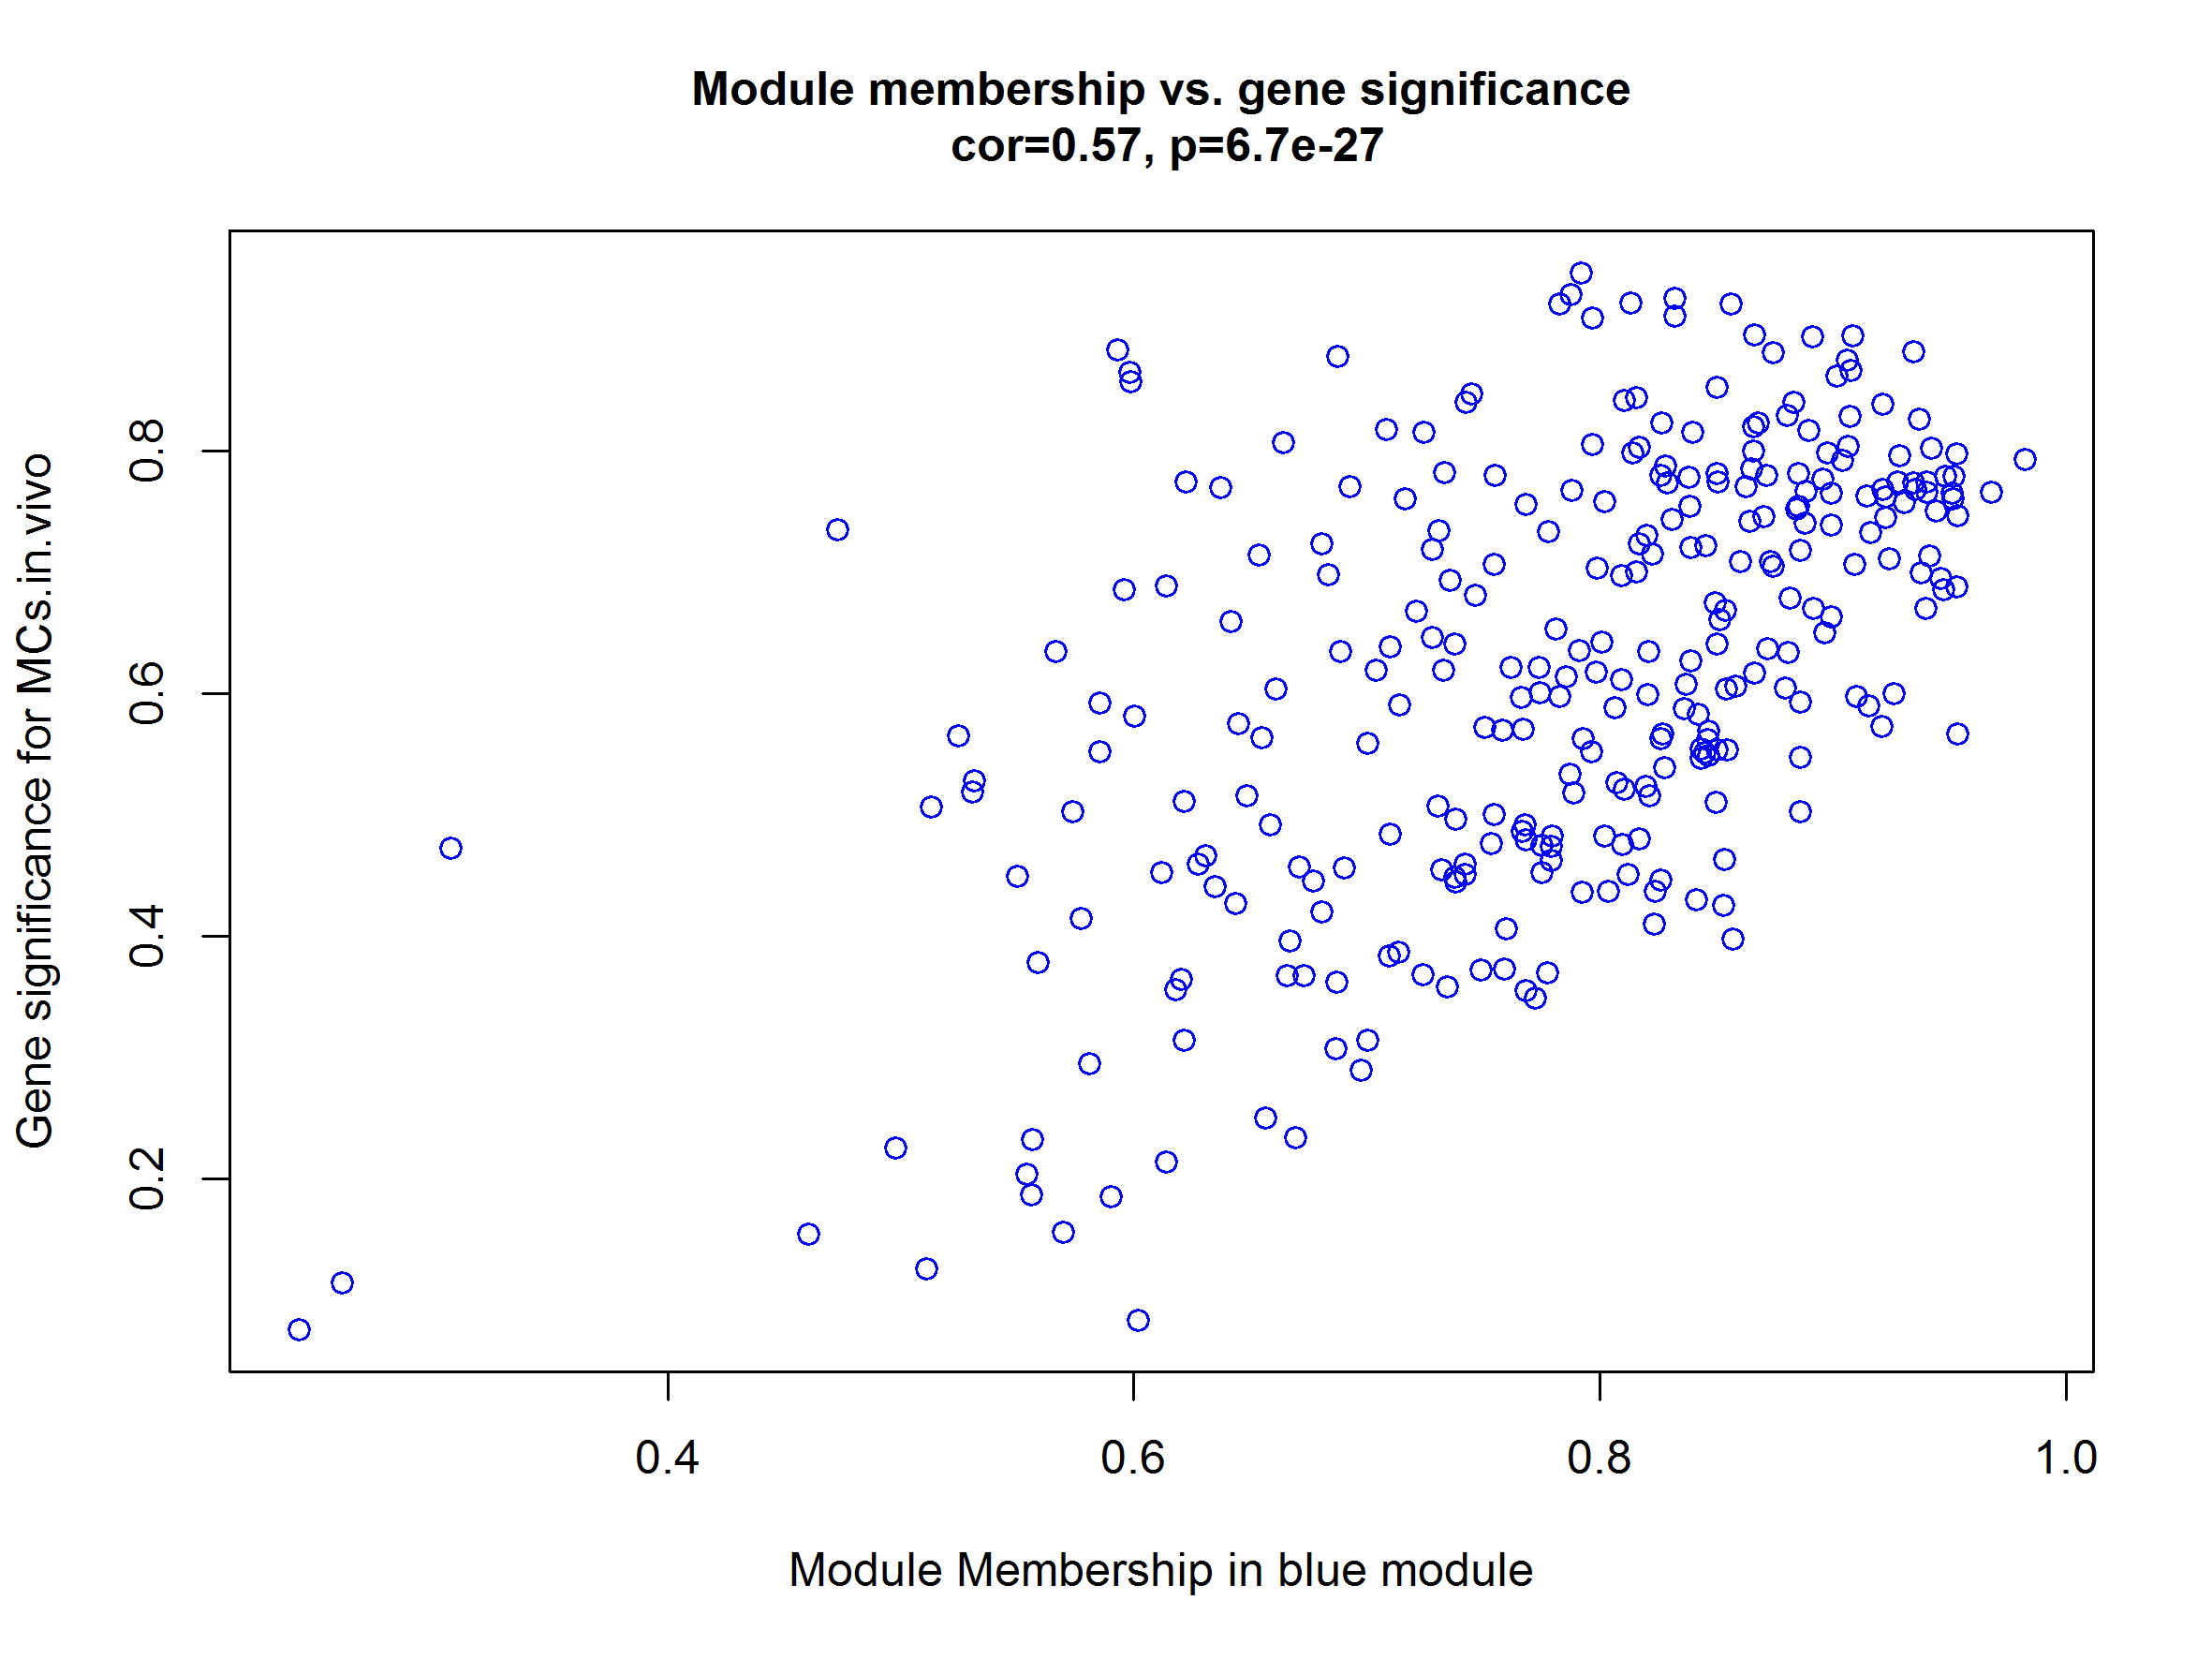 Module membership vs. gene significance
cor=0.57, p=6.7e-27
Gene significance for MCs.in.vivo
0.8
0.6
0.4
0.2
0.4 0.6 0.8 1.0
Module Membership in blue module